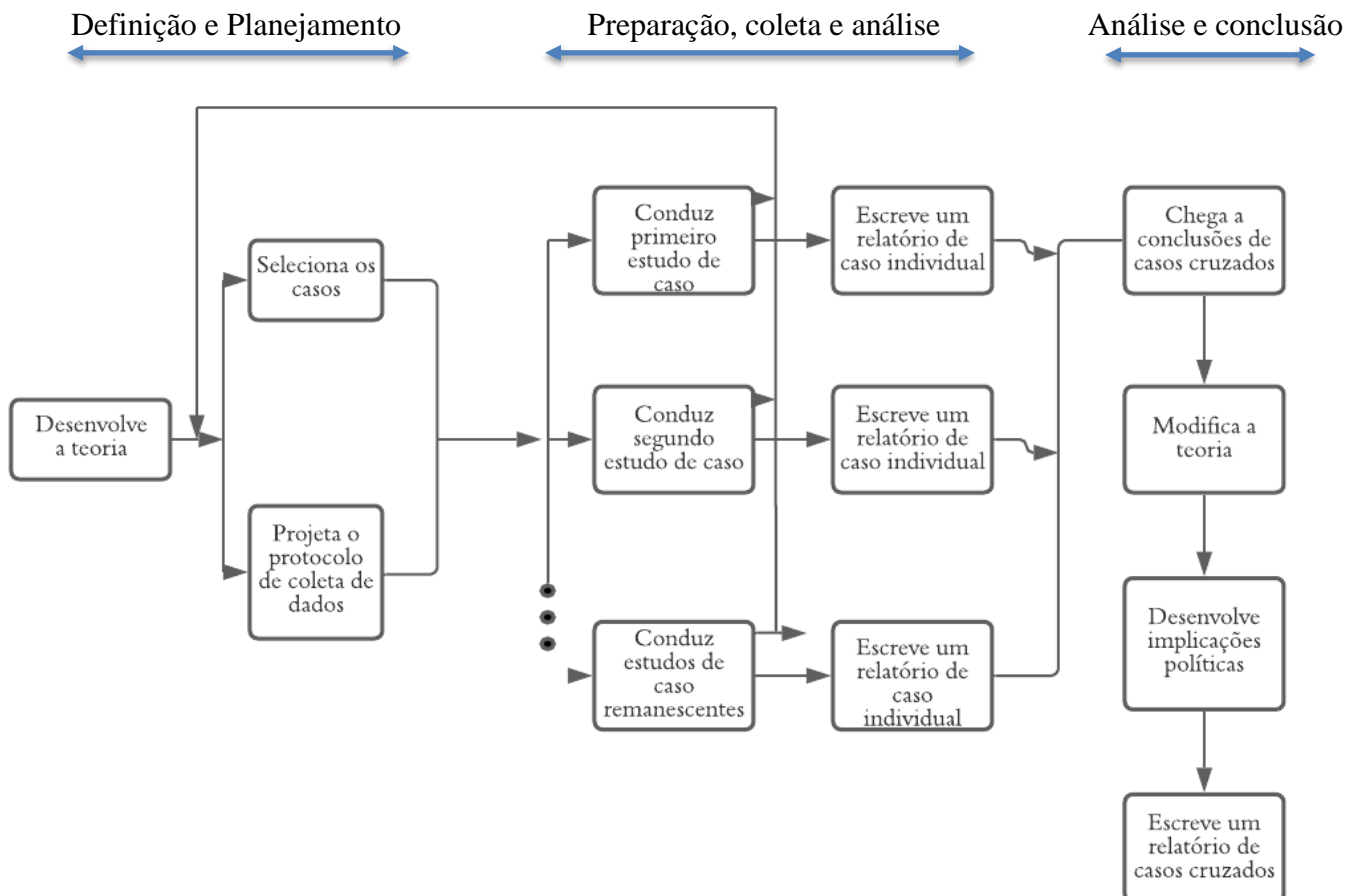 Definição e Planejamento
Preparação, coleta e análise
Análise e conclusão
Desenvolve
a teoria
Seleciona os
casos
Projeta o
protocolo
de coleta de
dados
Conduz
primeiro
estudo de
caso
Escreve um
relatório de
caso individual
Conduz
segundo
estudo de caso
Escreve um
relatório de
caso individual
Conduz
estudos de
caso
remanescentes
Escreve um
relatório de
caso
individual
Chega a
conclusões de
casos cruzados
Modifica a
teoria
Desenvolve
implicações
políticas
Escreve um
relatório de
casos cruzados